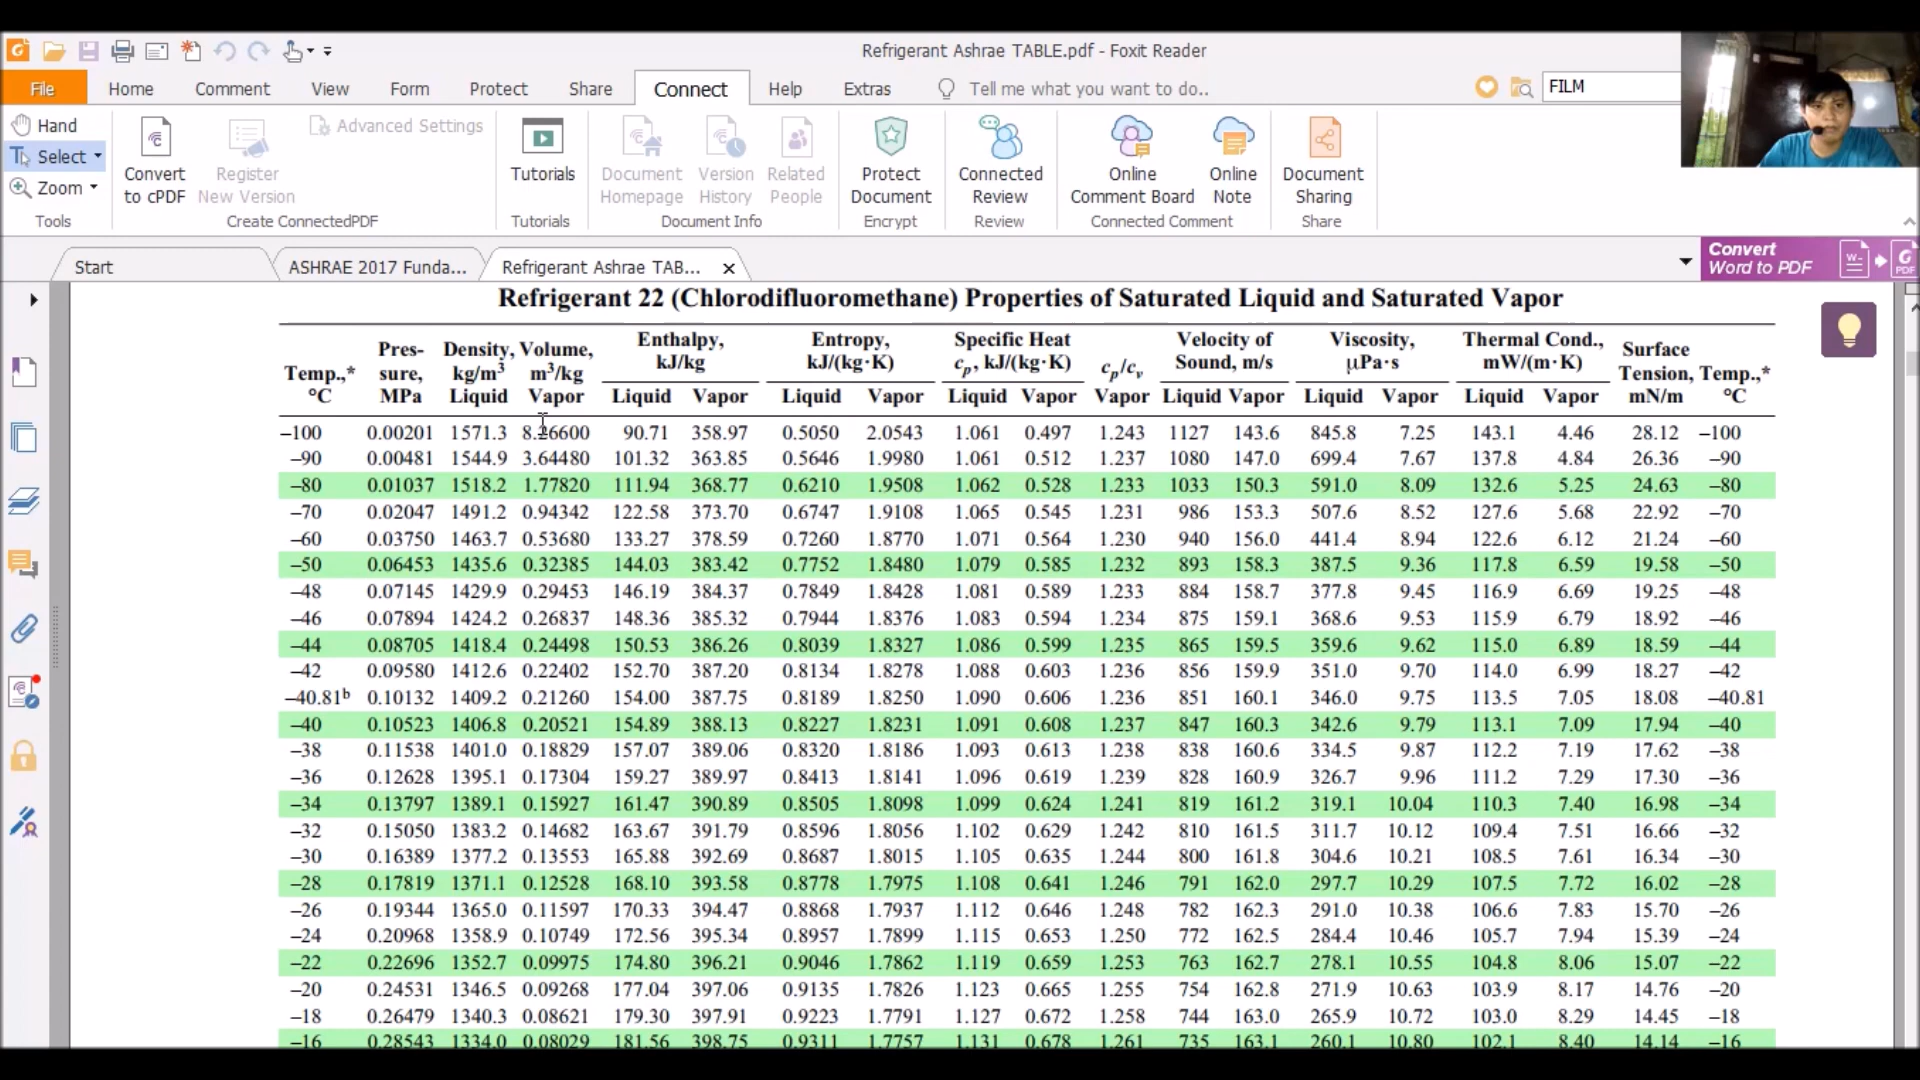 Refrigerant Ashrae TABLE.pdf - Foxit Reader
File Home Comment View Form Protect Share Connect Help Extras Tell me what you want to do.. FILM
Hand
Select
Zoom
Tools
Convert to cPDF
Register New Version
Advanced Settings
Create ConnectedPDF
Tutorials
Tutorials
Document Homepage
Version History
Related People
Document Info
Protect Document
Encrypt
Connected Review
Review
Online Comment Board
Online Note
Connected Comment
Document Sharing
Share
Start ASHRAE 2017 Funda... Refrigerant Ashrae TAB...
Convert
Word to PDF
Refrigerant 22 (Chlorodifluoromethane) Properties of Saturated Liquid and Saturated Vapor
Temp.,* °C Pres-sure, MPa Density, kg/m3 Liquid Volume, m3/kg Vapor Enthalpy, kJ/kg Liquid Vapor Entropy, kJ/(kg·K) Liquid Vapor Specific Heat cp, kJ/(kg·K) Liquid Vapor cp/cv Vapor Velocity of Sound, m/s Liquid Vapor Viscosity, μPa·s Liquid Vapor Thermal Cond., mW/(m·K) Liquid Vapor Surface Tension, mN/m Temp.,* °C
–100 0.00201 1571.3 8.26600 90.71 358.97 0.5050 2.0543 1.061 0.497 1.243 1127 143.6 845.8 7.25 143.1 4.46 28.12 –100
–90 0.00481 1544.9 3.64480 101.32 363.85 0.5646 1.9980 1.061 0.512 1.237 1080 147.0 699.4 7.67 137.8 4.84 26.36 –90
–80 0.01037 1518.2 1.77820 111.94 368.77 0.6210 1.9508 1.062 0.528 1.233 1033 150.3 591.0 8.09 132.6 5.25 24.63 –80
–70 0.02047 1491.2 0.94342 122.58 373.70 0.6747 1.9108 1.065 0.545 1.231 986 153.3 507.6 8.52 127.6 5.68 22.92 –70
–60 0.03750 1463.7 0.53680 133.27 378.59 0.7260 1.8770 1.071 0.564 1.230 940 156.0 441.4 8.94 122.6 6.12 21.24 –60
–50 0.06453 1435.6 0.32385 144.03 383.42 0.7752 1.8480 1.079 0.585 1.232 893 158.3 387.5 9.36 117.8 6.59 19.58 –50
–48 0.07145 1429.9 0.29453 146.19 384.37 0.7849 1.8428 1.081 0.589 1.233 884 158.7 377.8 9.45 116.9 6.69 19.25 –48
–46 0.07894 1424.2 0.26837 148.36 385.32 0.7944 1.8376 1.083 0.594 1.234 875 159.1 368.6 9.53 115.9 6.79 18.92 –46
–44 0.08705 1418.4 0.24498 150.53 386.26 0.8039 1.8327 1.086 0.599 1.235 865 159.5 359.6 9.62 115.0 6.89 18.59 –44
–42 0.09580 1412.6 0.22402 152.70 387.20 0.8134 1.8278 1.088 0.603 1.236 856 159.9 351.0 9.70 114.0 6.99 18.27 –42
–40.81b 0.10132 1409.2 0.21260 154.00 387.75 0.8189 1.8250 1.090 0.606 1.236 851 160.1 346.0 9.75 113.5 7.05 18.08 –40.81
–40 0.10523 1406.8 0.20521 154.89 388.13 0.8227 1.8231 1.091 0.608 1.237 847 160.3 342.6 9.79 113.1 7.09 17.94 –40
–38 0.11538 1401.0 0.18829 157.07 389.06 0.8320 1.8186 1.093 0.613 1.238 838 160.6 334.5 9.87 112.2 7.19 17.62 –38
–36 0.12628 1395.1 0.17304 159.27 389.97 0.8413 1.8141 1.096 0.619 1.239 828 160.9 326.7 9.96 111.2 7.29 17.30 –36
–34 0.13797 1389.1 0.15927 161.47 390.89 0.8505 1.8098 1.099 0.624 1.241 819 161.2 319.1 10.04 110.3 7.40 16.98 –34
–32 0.15050 1383.2 0.14682 163.67 391.79 0.8596 1.8056 1.102 0.629 1.242 810 161.5 311.7 10.12 109.4 7.51 16.66 –32
–30 0.16389 1377.2 0.13553 165.88 392.69 0.8687 1.8015 1.105 0.635 1.244 800 161.8 304.6 10.21 108.5 7.61 16.34 –30
–28 0.17819 1371.1 0.12528 168.10 393.58 0.8778 1.7975 1.108 0.641 1.246 791 162.0 297.7 10.29 107.5 7.72 16.02 –28
–26 0.19344 1365.0 0.11597 170.33 394.47 0.8868 1.7937 1.112 0.646 1.248 782 162.3 291.0 10.38 106.6 7.83 15.70 –26
–24 0.20968 1358.9 0.10749 172.56 395.34 0.8957 1.7899 1.115 0.653 1.250 772 162.5 284.4 10.46 105.7 7.94 15.39 –24
–22 0.22696 1352.7 0.09975 174.80 396.21 0.9046 1.7862 1.119 0.659 1.253 763 162.7 278.1 10.55 104.8 8.06 15.07 –22
–20 0.24531 1346.5 0.09268 177.04 397.06 0.9135 1.7826 1.123 0.665 1.255 754 162.8 271.9 10.63 103.9 8.17 14.76 –20
–18 0.26479 1340.3 0.08621 179.30 397.91 0.9223 1.7791 1.127 0.672 1.258 744 163.0 265.9 10.72 103.0 8.29 14.45 –18
–16 0.28543 1334.0 0.08029 181.56 398.75 0.9311 1.7757 1.131 0.678 1.261 735 163.1 260.1 10.80 102.1 8.40 14.14 –16